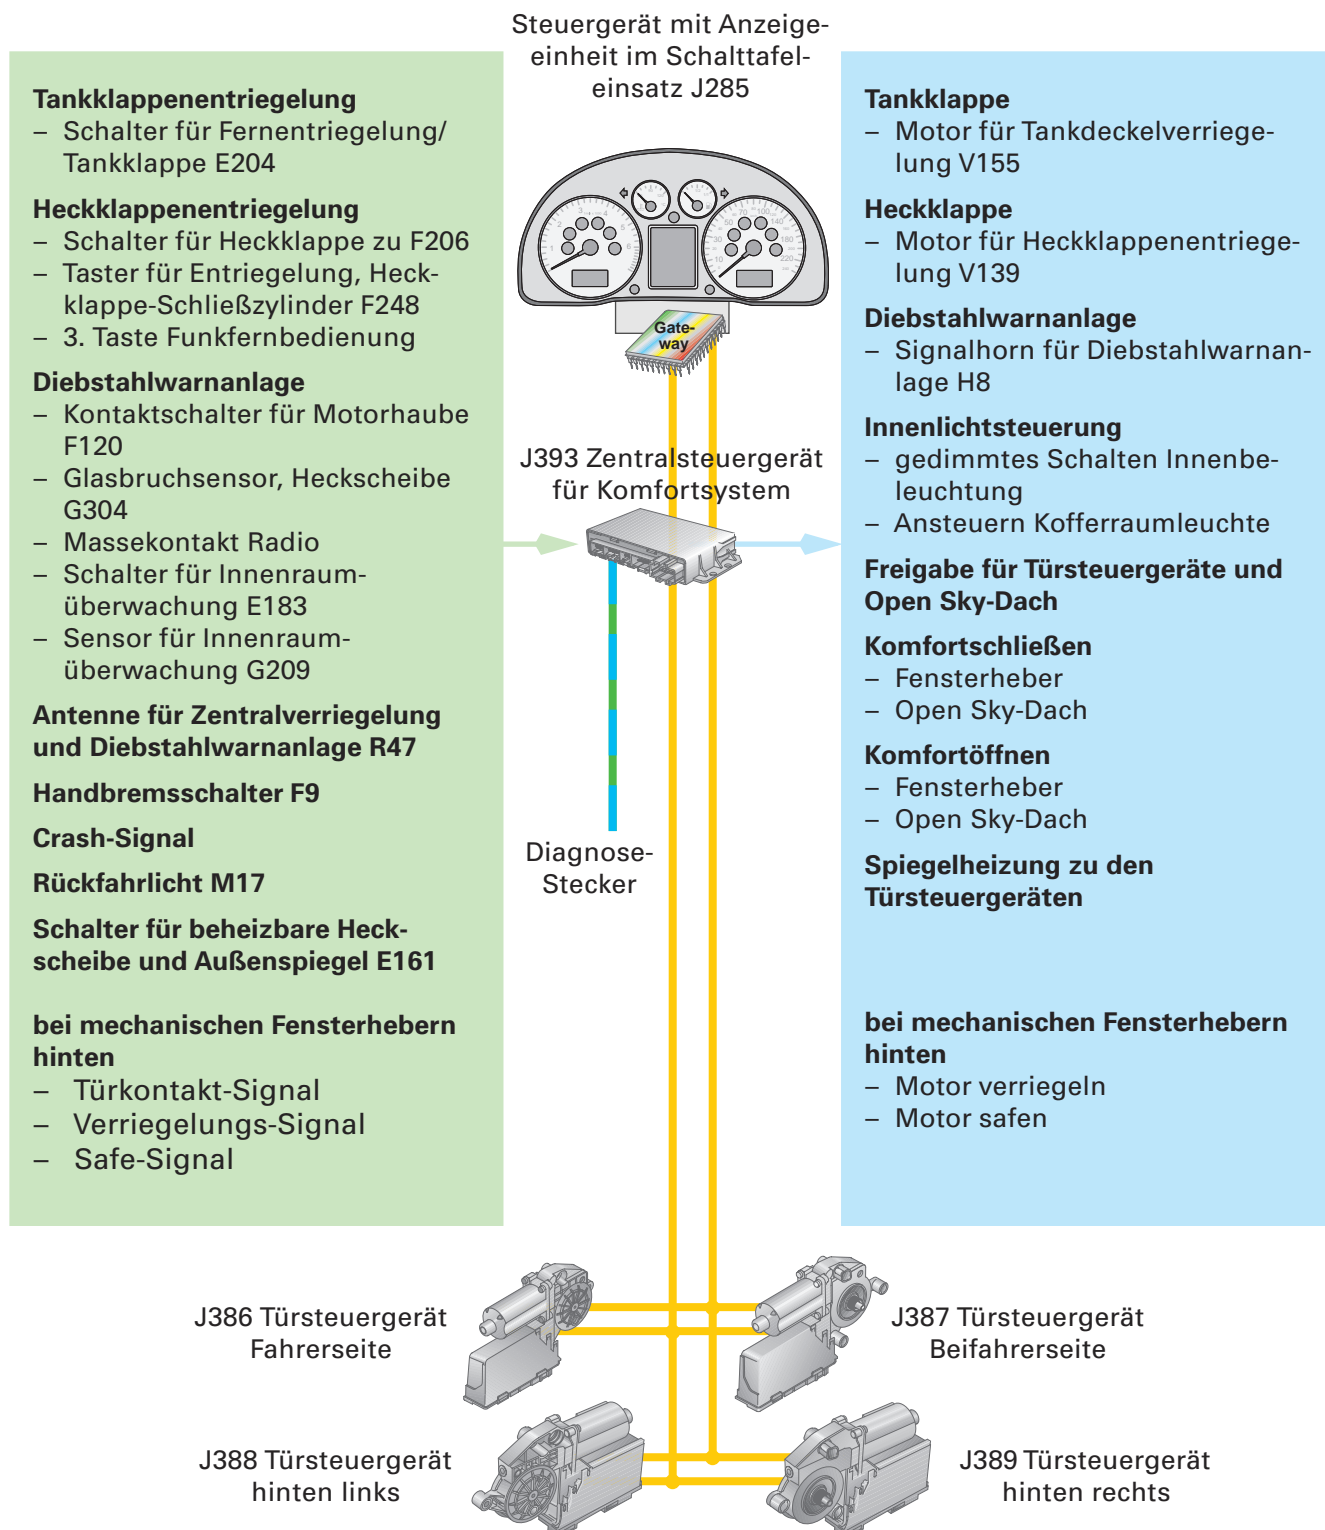 Steuergerät mit Anzeige-
einheit im Schalttafel-
einsatz J285
Tankklappenentriegelung
– Schalter für Fernentriegelung/
Tankklappe E204
Heckklappenentriegelung
– Schalter für Heckklappe zu F206
– Taster für Entriegelung, Heck-
klappe-Schließzylinder F248
– 3. Taste Funkfernbedienung
Diebstahlwarnanlage
– Kontaktschalter für Motorhaube
F120
– Glasbruchsensor, Heckscheibe
G304
– Massekontakt Radio
– Schalter für Innenraum-
überwachung E183
– Sensor für Innenraum-
überwachung G209
Antenne für Zentralverriegelung
und Diebstahlwarnanlage R47
Handbremsschalter F9
Crash-Signal
Rückfahrlicht M17
Schalter für beheizbare Heck-
scheibe und Außenspiegel E161
bei mechanischen Fensterhebern
hinten
– Türkontakt-Signal
– Verriegelungs-Signal
– Safe-Signal
Gate-
way
J393 Zentralsteuergerät
für Komfortsystem
Diagnose-
Stecker
Tankklappe
– Motor für Tankdeckelverriege-
lung V155
Heckklappe
– Motor für Heckklappenentriege-
lung V139
Diebstahlwarnanlage
– Signalhorn für Diebstahlwarnan-
lage H8
Innenlichtsteuerung
– gedimmtes Schalten Innenbe-
leuchtung
– Ansteuern Kofferraumleuchte
Freigabe für Türsteuergeräte und
Open Sky-Dach
Komfortschließen
– Fensterheber
– Open Sky-Dach
Komfortöffnen
– Fensterheber
– Open Sky-Dach
Spiegelheizung zu den
Türsteuergeräten
bei mechanischen Fensterhebern
hinten
– Motor verriegeln
– Motor safen
J386 Türsteuergerät
Fahrerseite
J387 Türsteuergerät
Beifahrerseite
J388 Türsteuergerät
hinten links
J389 Türsteuergerät
hinten rechts